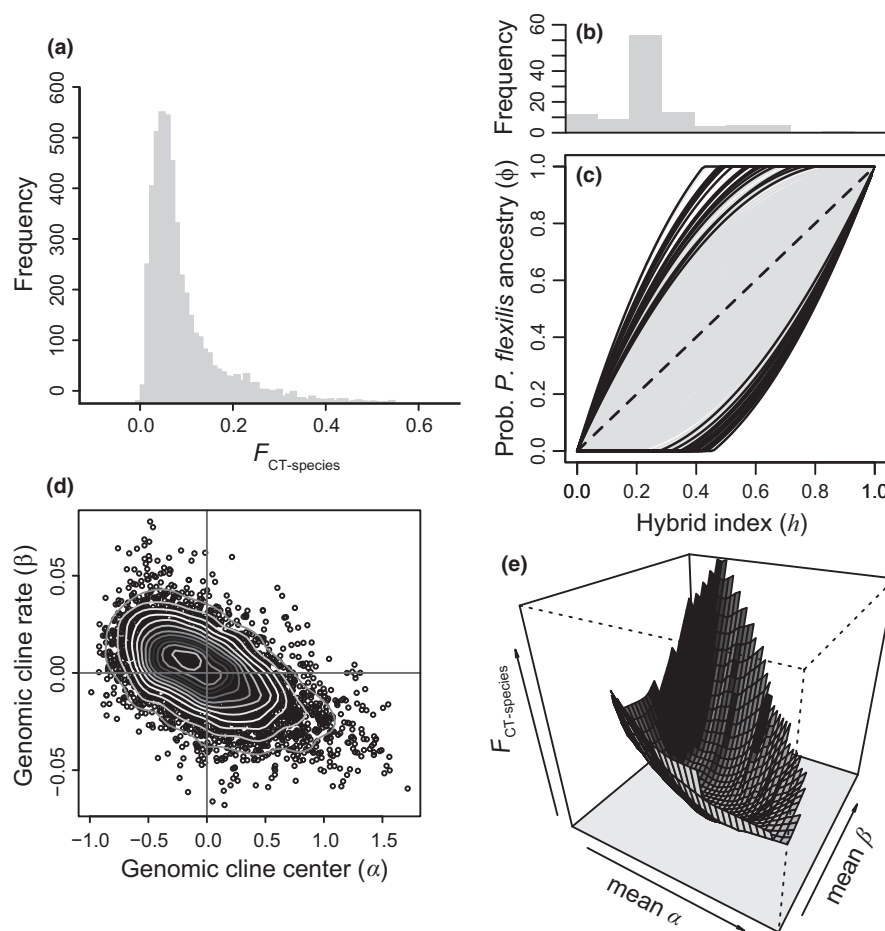 (a)
Frequency
600
500
400
300
200
100
0
0.0 0.2 0.4 0.6
F CT-species
(b)
Frequency
60
40
20
0
(c)
Prob. P. flexilis ancestry (ϕ)
1.0
0.8
0.6
0.4
0.2
0.0
0.0 0.2 0.4 0.6 0.8 1.0
Hybrid index (h)
(d)
Genomic cline rate (β)
0.05
0.00
−0.05
−1.0 −0.5 0.0 0.5 1.0 1.5
Genomic cline center (α)
(e)
F CT-species
mean α
mean β